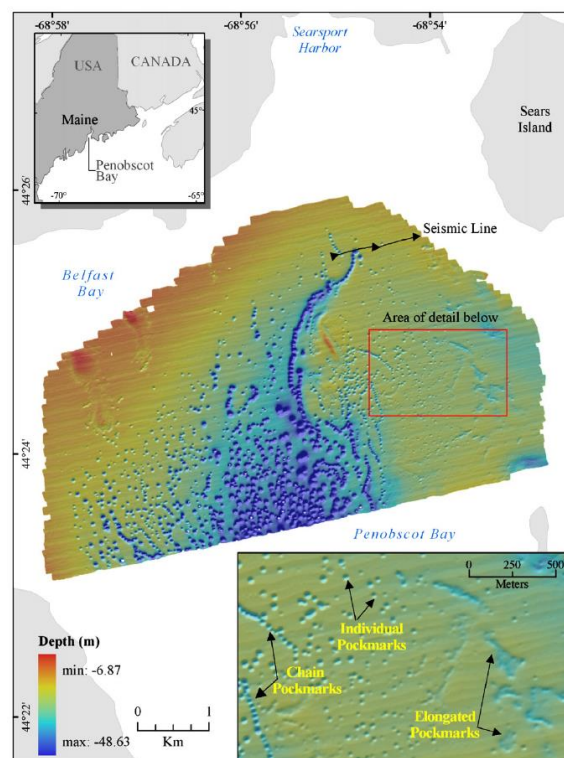 -68°58'
-68°56'
-68°54'
Searsport
Harbor
USA
CANADA
45°
Maine
Sears
Island
Penobscot
Bay
-70°
-65°
44°26'
Seismic Line
Belfast
Bay
Area of detail below
44°24'
Penobscot Bay
0 250 500
Meters
Individual
Pockmarks
Depth (m)
min: -6.87
Chain
Pockmarks
0 1
Km
Elongated
Pockmarks
44°22'
max: -48.63